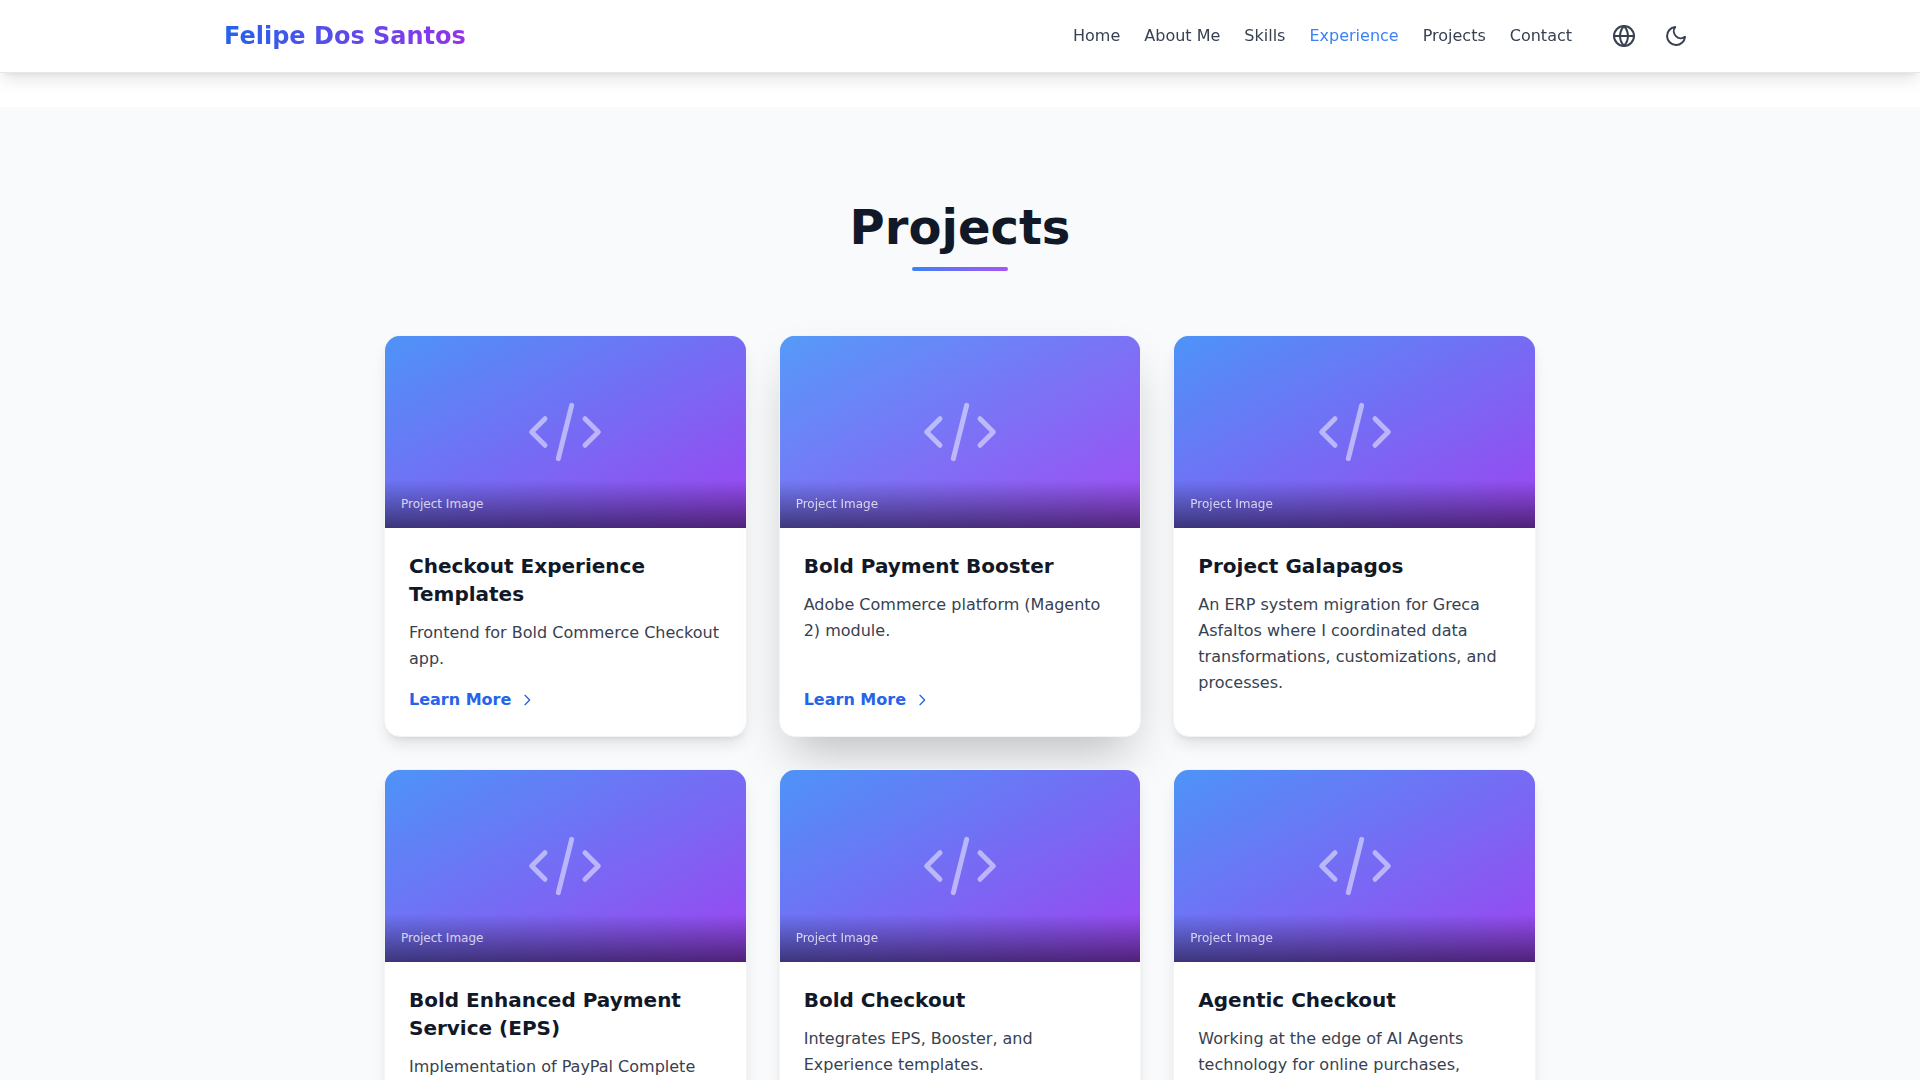 Felipe Dos Santos
Home
About Me
Skills
Experience
Projects
Contact
Projects
Project Image
Checkout Experience
Templates
Frontend for Bold Commerce Checkout
app.
Learn More
Project Image
Bold Payment Booster
Adobe Commerce platform (Magento
2) module.
Learn More
Project Image
Project Galapagos
An ERP system migration for Greca
Asfaltos where I coordinated data
transformations, customizations, and
processes.
Project Image
Bold Enhanced Payment
Service (EPS)
Implementation of PayPal Complete
Project Image
Bold Checkout
Integrates EPS, Booster, and
Experience templates.
Project Image
Agentic Checkout
Working at the edge of AI Agents
technology for online purchases,